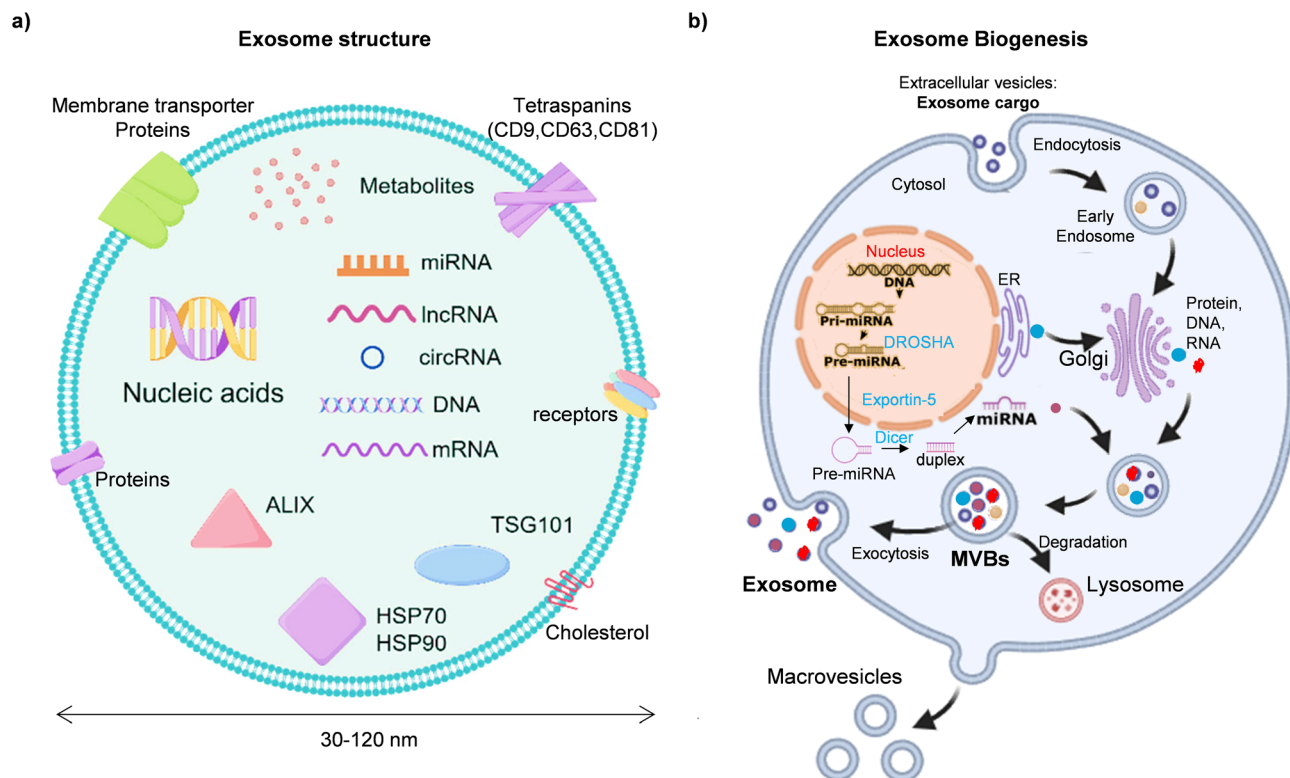 a)
Exosome structure
Membrane transporter
Proteins
Tetraspanins
(CD9,CD63,CD81)
Metabolites
miRNA
lncRNA
circRNA
DNA
mRNA
Nucleic acids
receptors
Proteins
ALIX
TSG101
HSP70
HSP90
Cholesterol
30-120 nm
b)
Exosome Biogenesis
Extracellular vesicles:
Exosome cargo
Endocytosis
Cytosol
Early
Endosome
Nucleus
DNA
Pri-miRNA
DROSHA
Pre-miRNA
Exportin-5
ER
Golgi
Protein,
DNA,
RNA
miRNA
Dicer
duplex
Pre-miRNA
Exocytosis
MVBs
Degradation
Exosome
Lysosome
Macrovesicles